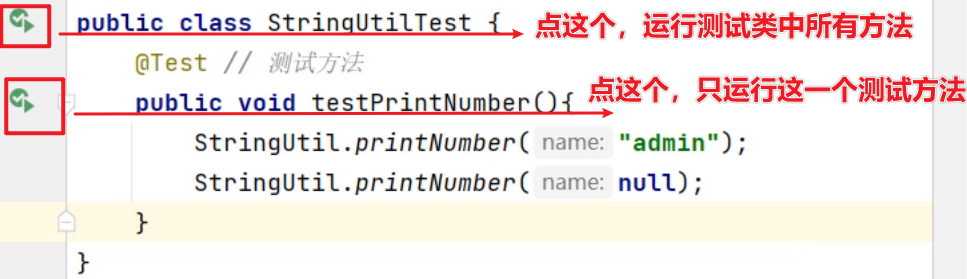 public class StringUtilTest {
点这个，运行测试类中所有方法
@Test // 测试方法
点这个，只运行这一个测试方法
public void testPrintNumber(){
StringUtil.printNumber( name: "admin");
StringUtil.printNumber( name: null);
}
}